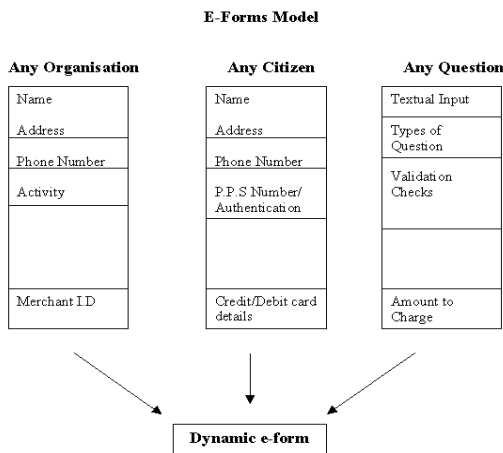 E-Forms Model
Any Organisation
Name
Address
Phone Number
Activity
Merchant I.D
Any Citizen
Name
Address
Phone Number
P.P.S Number/
Authentication
Credit/Debit card
details
Any Question
Textual Input
Types of
Question
Validation
Checks
Amount to
Charge
Dynamic e-form